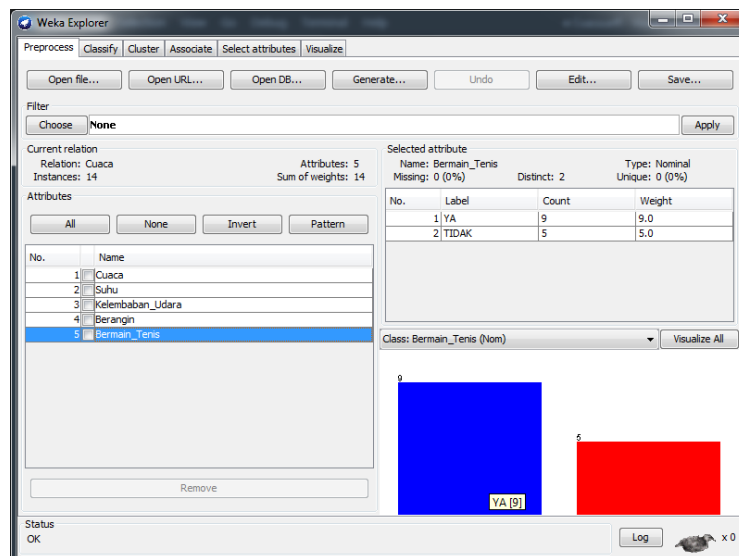 Weka Explorer
Preprocess Classify Cluster Associate Select attributes Visualize
Open file... Open URL... Open DB... Generate... Undo Edit... Save...
Filter
Choose None Apply
Current relation
Relation: Cuaca Attributes: 5
Instances: 14 Sum of weights: 14
Attributes
All None Invert Pattern
No. Name
1 Cuaca
2 Suhu
3 Kelembaban_Udara
4 Berangin
5 Bermain_Tenis
Remove
Selected attribute
Name: Bermain_Tenis Type: Nominal
Missing: 0 (0%) Distinct: 2 Unique: 0 (0%)
No. Label Count Weight
1 YA 9 9.0
2 TIDAK 5 5.0
Class: Bermain_Tenis (Nom) Visualize All
9
5
YA [9]
Status
OK
Log x 0